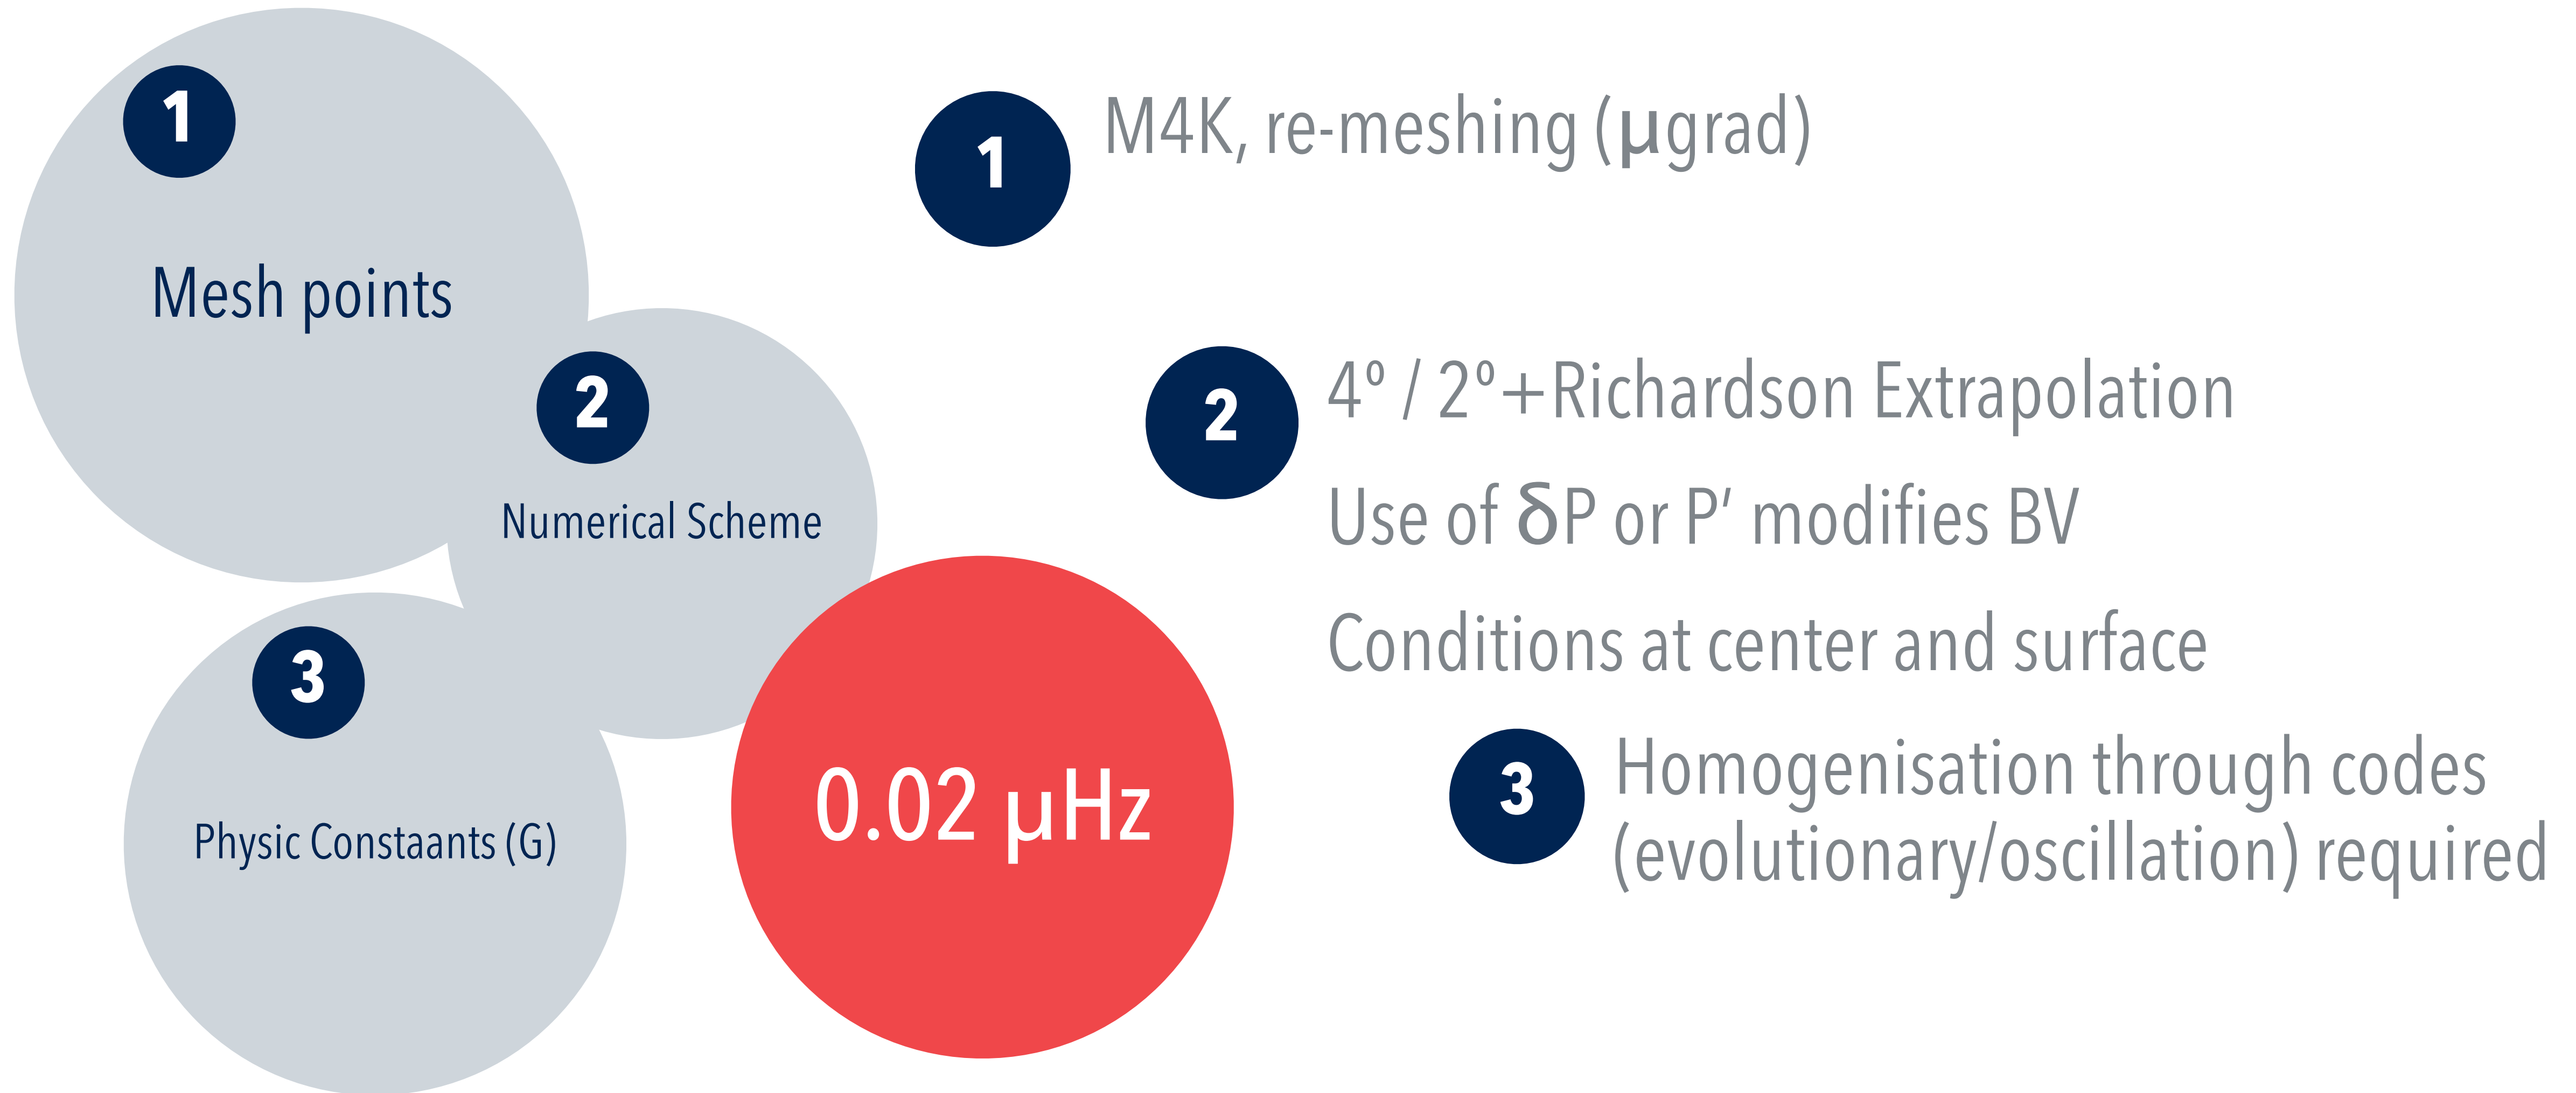 1
Mesh points
2
Numerical Scheme
3
Physic Constaants (G)
0.02 μHz
1
M4K, re-meshing (μgrad)
2
4º / 2º+Richardson Extrapolation
Use of δP or P’ modifies BV
Conditions at center and surface
3
Homogenisation through codes
(evolutionary/oscillation) required